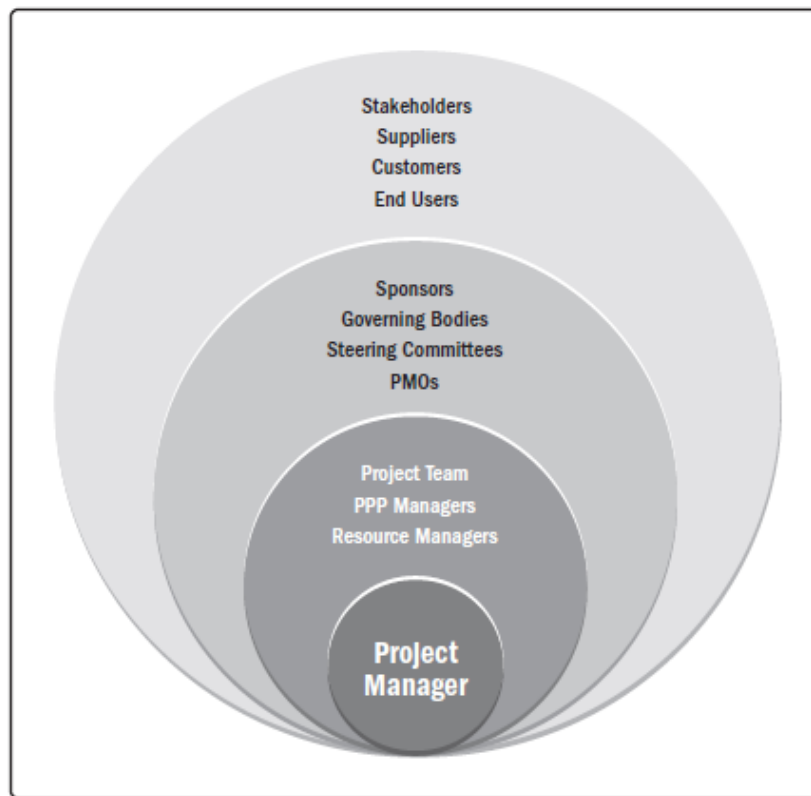 Stakeholders
Suppliers
Customers
End Users
Sponsors
Governing Bodies
Steering Committees
PMOs
Project Team
PPP Managers
Resource Managers
Project
Manager